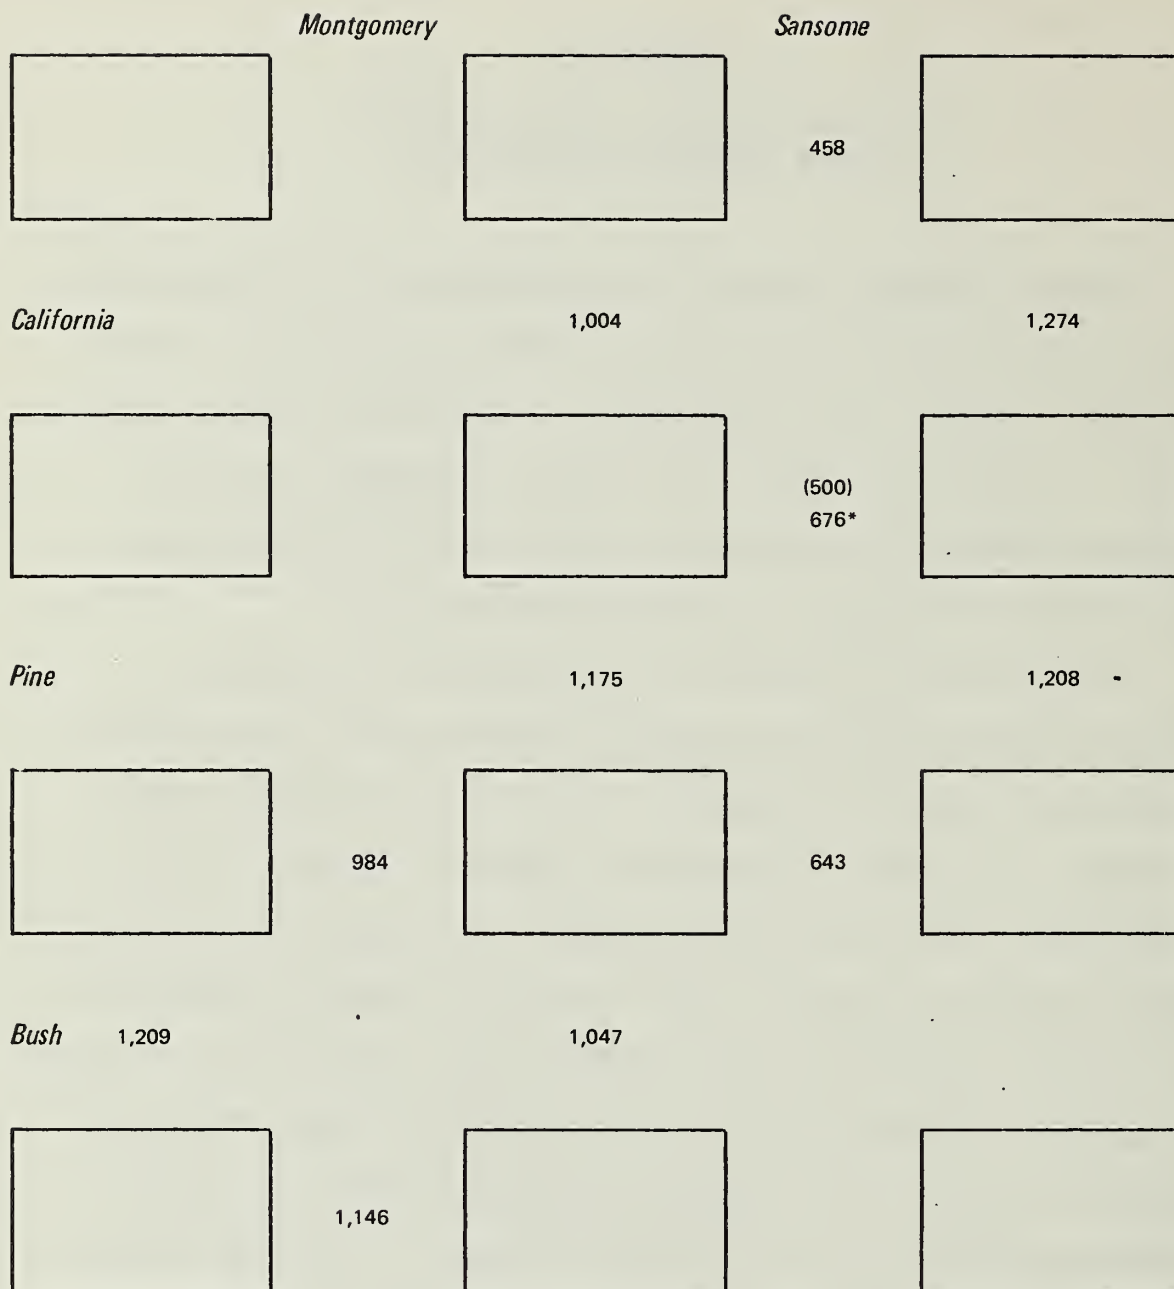 Montgomery Sansome
458
California 1,004 1,274
(500)
676*
Pine 1,175 1,208
984 643
Bush 1,209 1,047
1,146